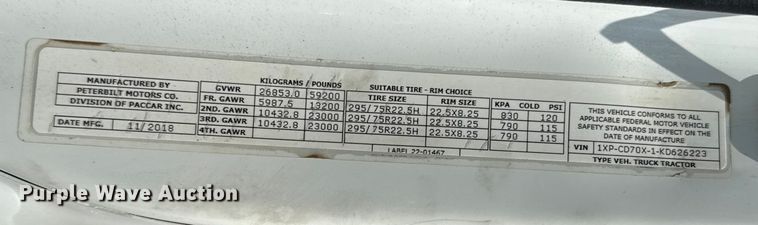 MANUFACTURED BY
PETERBILT MOTORS CO.
DIVISION OF PACCAR INC.
DATE MFG. 11/2018
KILOGRAMS / POUNDS
GVWR 26853.0 59200
FR. GAWR 5987.5 13200
2ND. GAWR 10432.8 23000
3RD. GAWR 10432.8 23000
4TH. GAWR
SUITABLE TIRE - RIM CHOICE
TIRE SIZE RIM SIZE KPA COLD PSI
295/75R22.5H 22.5X8.25 830 120
295/75R22.5H 22.5X8.25 790 115
295/75R22.5H 22.5X8.25 790 115
LABEL 22-01467
THIS VEHICLE CONFORMS TO ALL
APPLICABLE FEDERAL MOTOR VEHICLE
SAFETY STANDARDS IN EFFECT ON THE
DATE OF MANUFACTURE
VIN 1XP-CD70X-1-KD626223
TYPE VEH. TRUCK TRACTOR
Purple Wave Auction